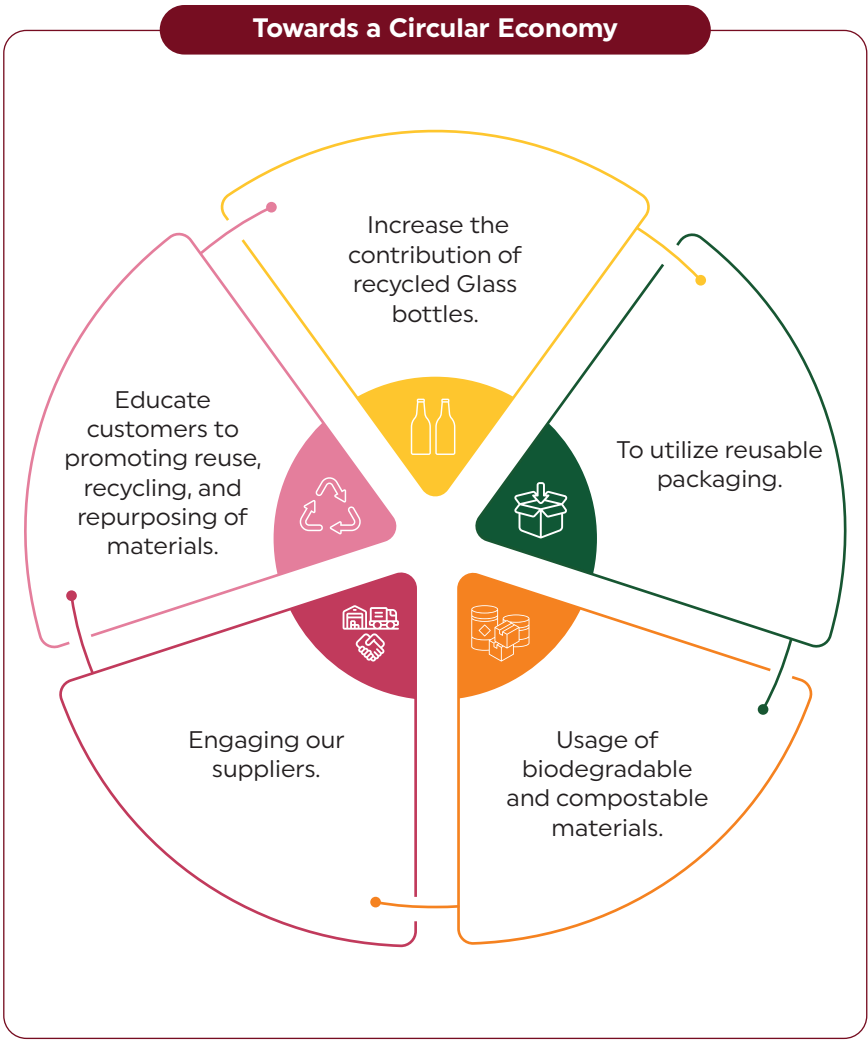 Towards a Circular Economy
Increase the
contribution of
recycled Glass
bottles.
To utilize reusable
packaging.
Usage of
biodegradable
and compostable
materials.
Engaging our
suppliers.
Educate
customers to
promoting reuse,
recycling, and
repurposing of
materials.